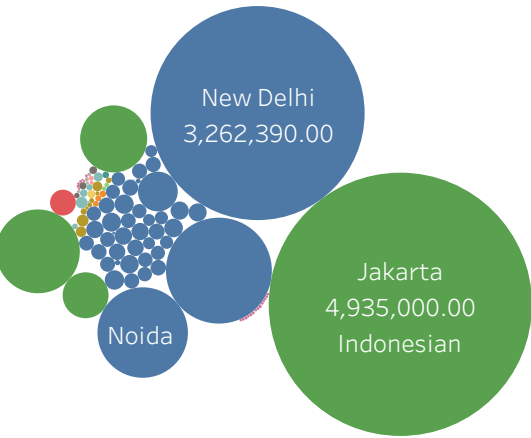 New Delhi
3,262,390.00
Jakarta
4,935,000.00
Indonesian
Noida